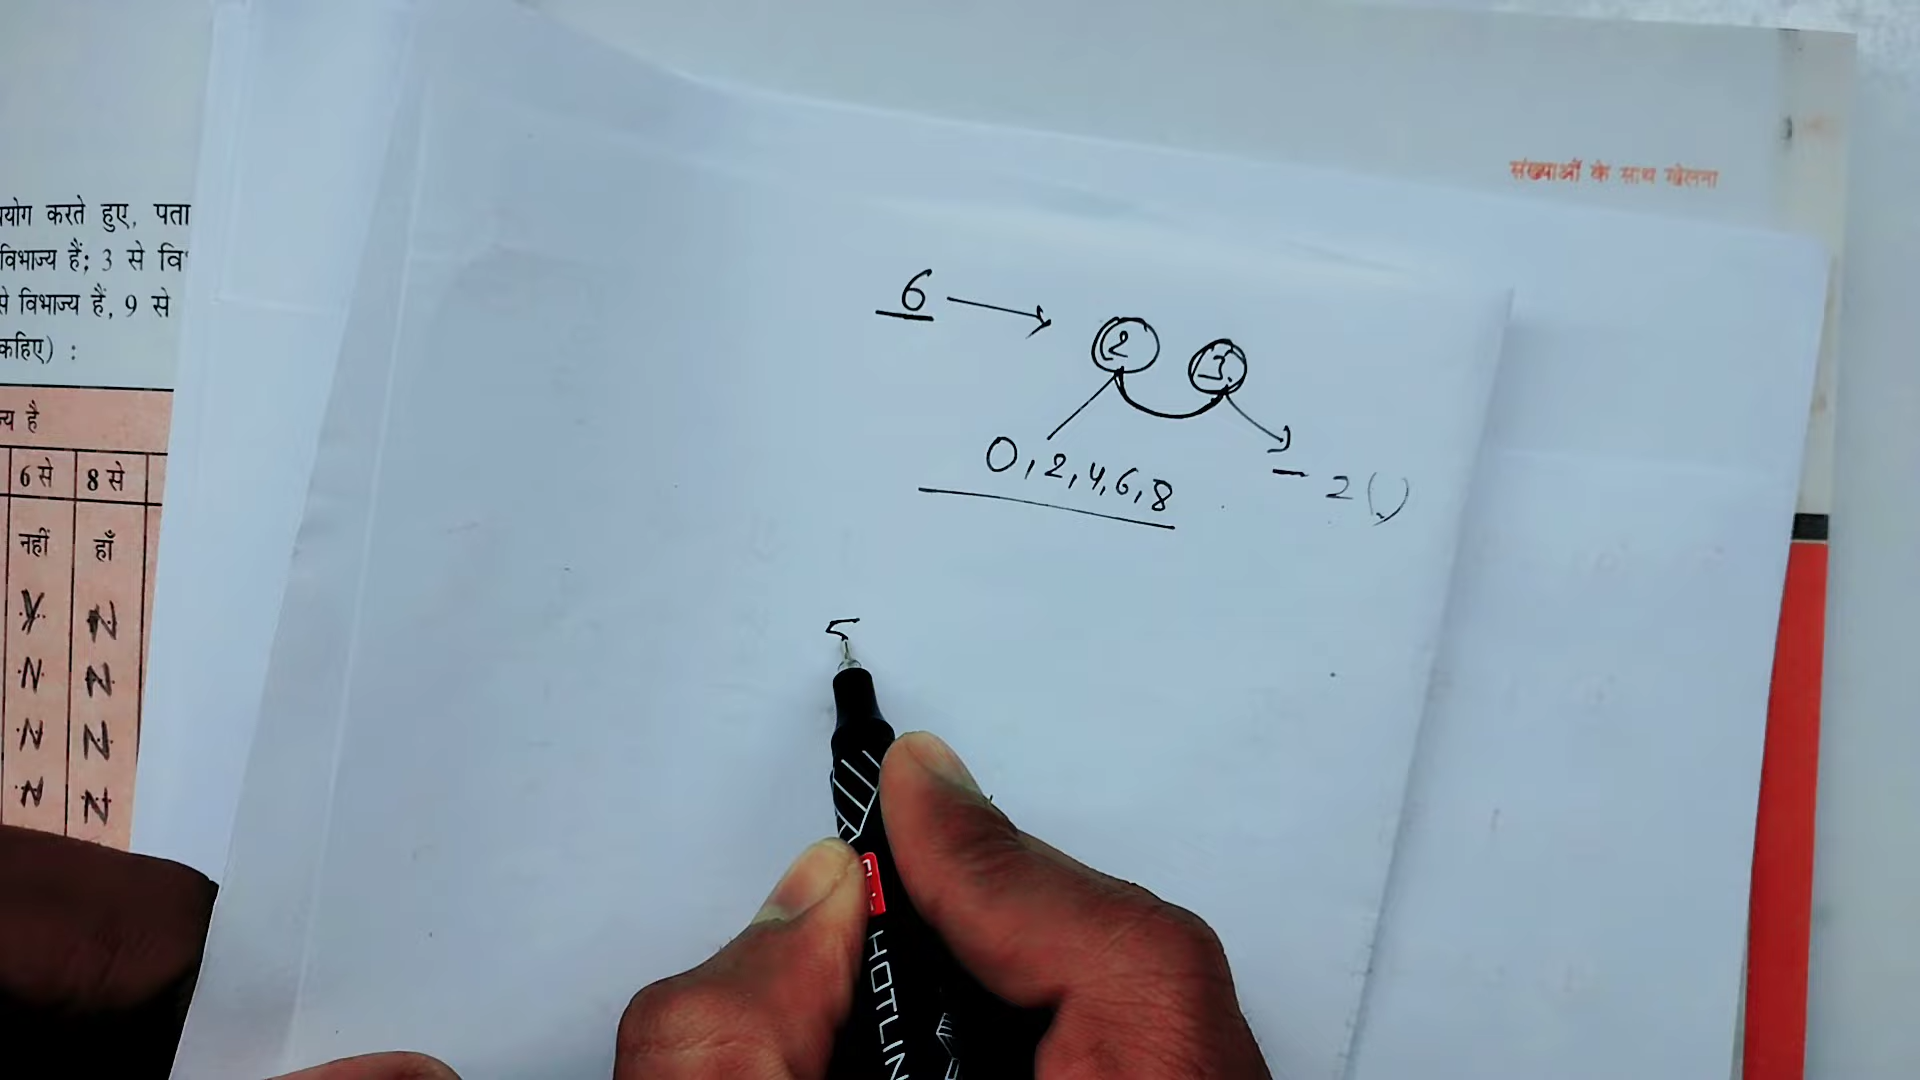 संख्याओं के साथ खेलना
योग करते हुए, पता
विभाज्य हैं; 3 से
से विभाज्य हैं, 9 से
कहिए) :
है
6 से 8 से
नहीं हाँ
N Z
N Z
N Z
6 → 2 3
0, 2, 4, 6, 8
2 ( )
5
HOTLIN